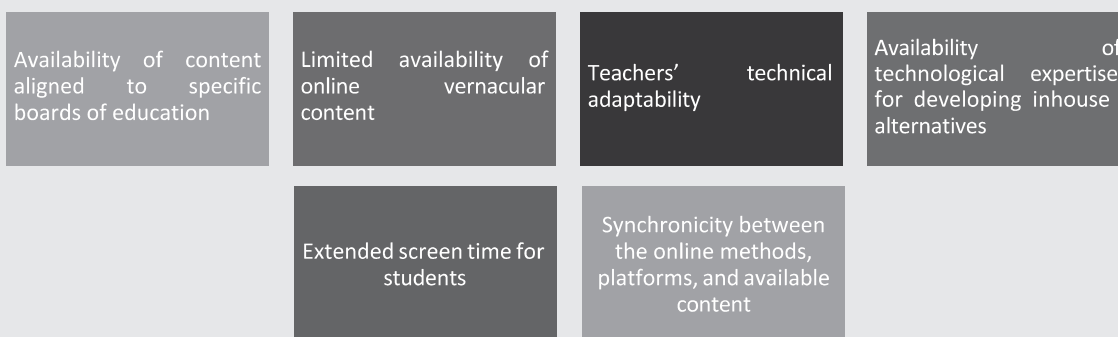 Availability of content
aligned to specific
boards of education
Limited availability of
online vernacular
content
Teachers’ technical
adaptability
Availability of
technological expertise
for developing inhouse
alternatives
Extended screen time for
students
Synchronicity between
the online methods,
platforms, and available
content